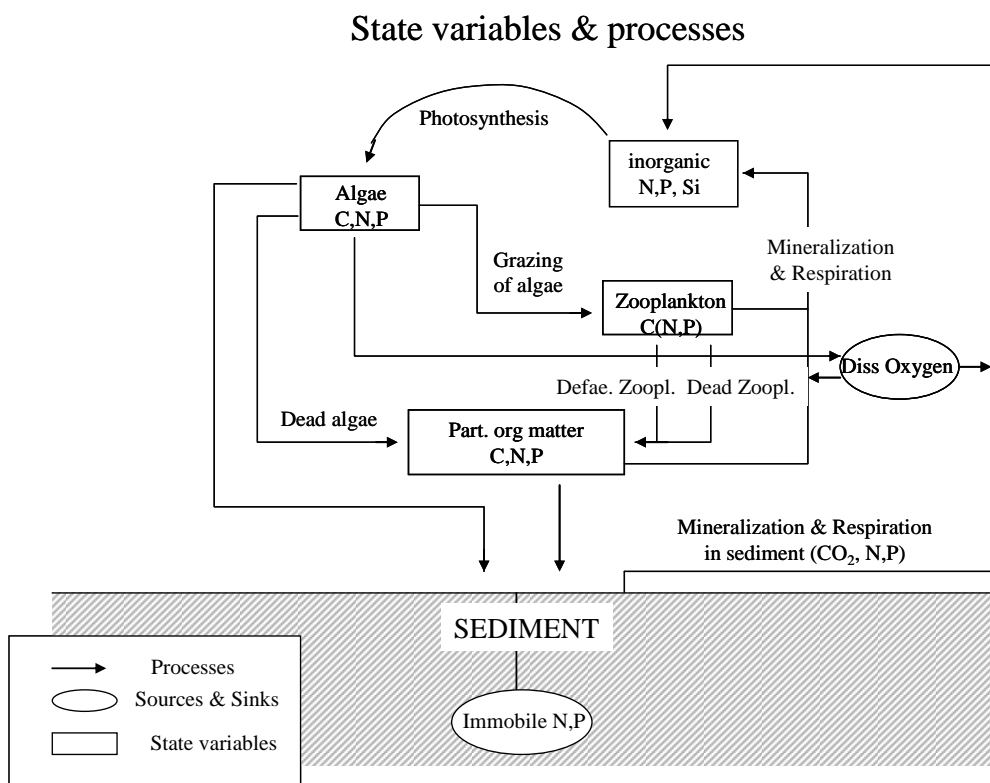 State variables & processes
Photosynthesis
inorganic
N,P, Si
Algae
C,N,P
Mineralization
& Respiration
Grazing
of algae
Zooplankton
C(N,P)
Diss Oxygen
Defae. Zoopl.
Dead Zoopl.
Dead algae
Part. org matter
C,N,P
Mineralization & Respiration
in sediment (CO₂, N,P)
SEDIMENT
Processes
Sources & Sinks
Immobile N,P
State variables